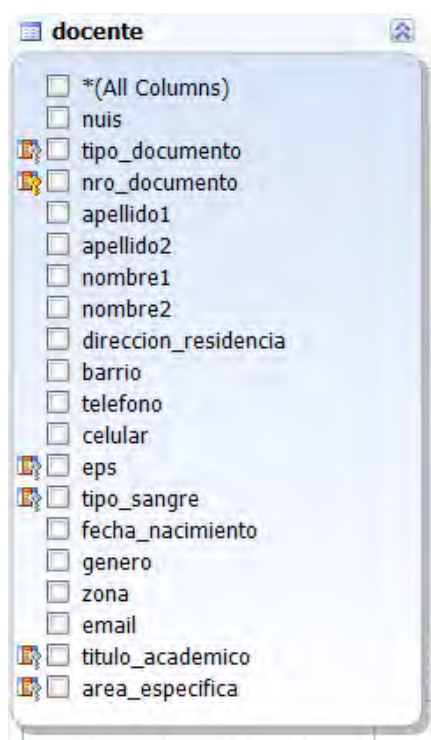 docente
*(All Columns)
nuis
tipo_documento
nro_documento
apellido1
apellido2
nombre1
nombre2
direccion_residencia
barrio
telefono
celular
eps
tipo_sangre
fecha_nacimiento
genero
zona
email
titulo_academico
area_especifica